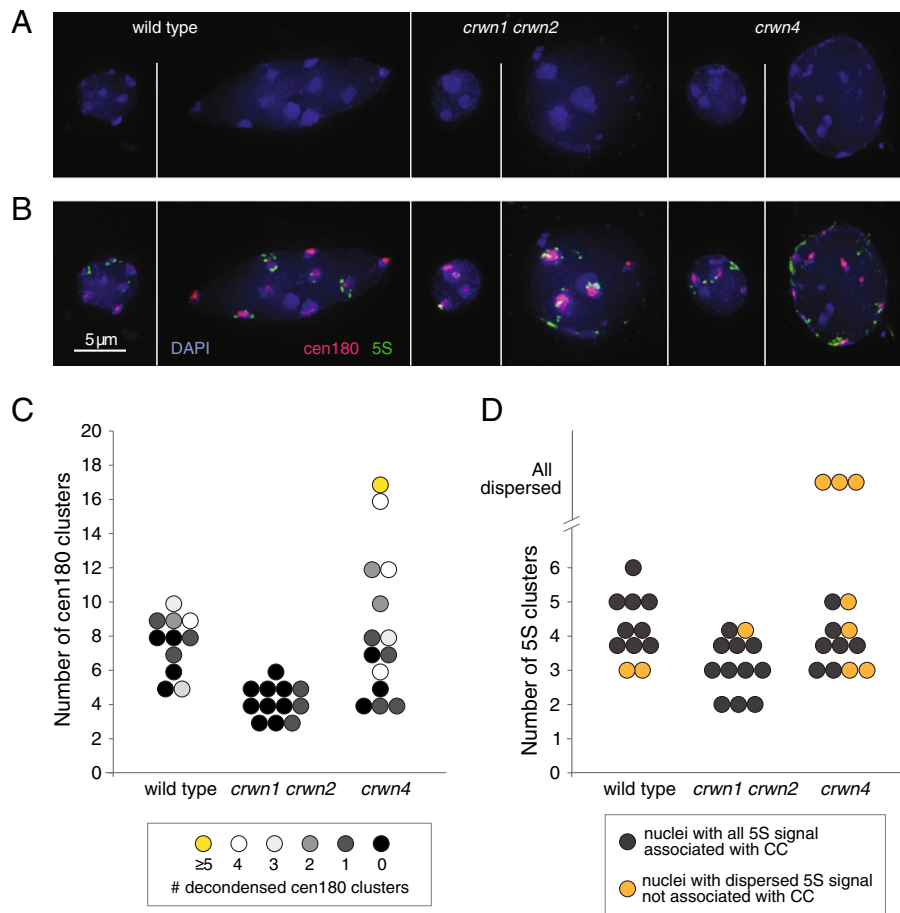 A
wild type
crwn1 crwn2
crwn4
B
5 µm
DAPI
cen180 5S
C
Number of cen180 clusters
20
18
16
14
12
10
8
6
4
2
0
wild type
crwn1 crwn2
crwn4
≥5 4 3 2 1 0
# decondensed cen180 clusters
D
Number of 5S clusters
All
dispersed
6
5
4
3
2
1
0
wild type
crwn1 crwn2
crwn4
nuclei with all 5S signal
associated with CC
nuclei with dispersed 5S signal
not associated with CC